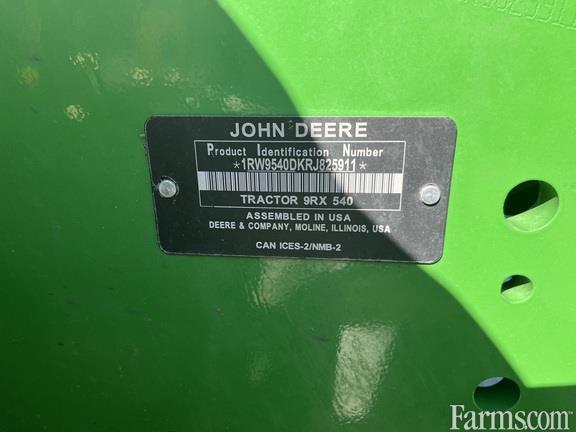 JOHN DEERE
Product Identification Number
*1RW9540DKRJ825911*
TRACTOR 9RX 540
ASSEMBLED IN USA
DEERE & COMPANY, MOLINE, ILLINOIS, USA
CAN ICES-2/NMB-2
Farms.com